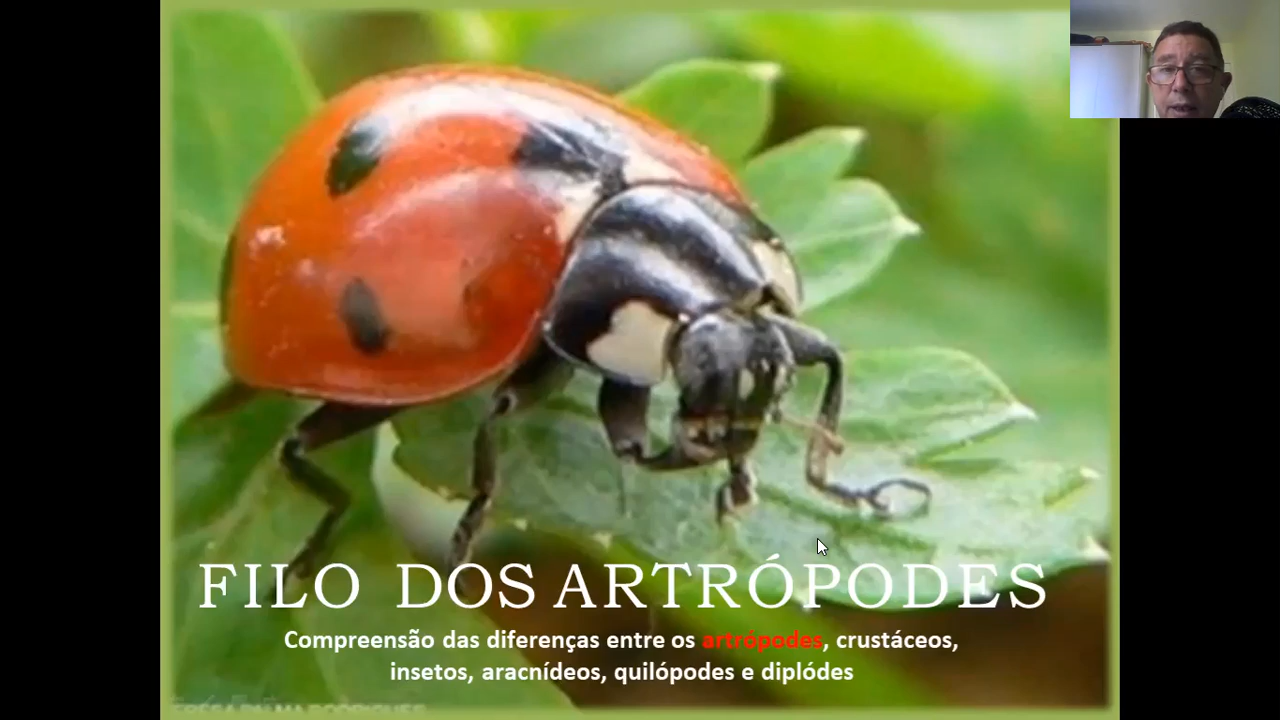 FILO DOS ARTRÓPODES
Compreensão das diferenças entre os artrópodes, crustáceos,
insetos, aracnídeos, quilópodes e diplódes